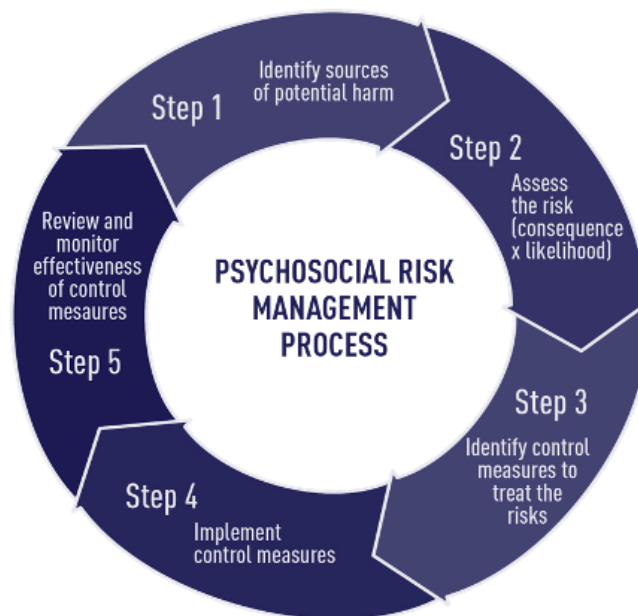 Step 1
Identify sources
of potential harm
Step 2
Assess
the risk
(consequence
x likelihood)
Step 3
Identify control
measures to
treat the
risks
Step 4
Implement
control measures
Step 5
Review and
monitor
effectiveness
of control
mesaures
PSYCHOSOCIAL RISK
MANAGEMENT
PROCESS